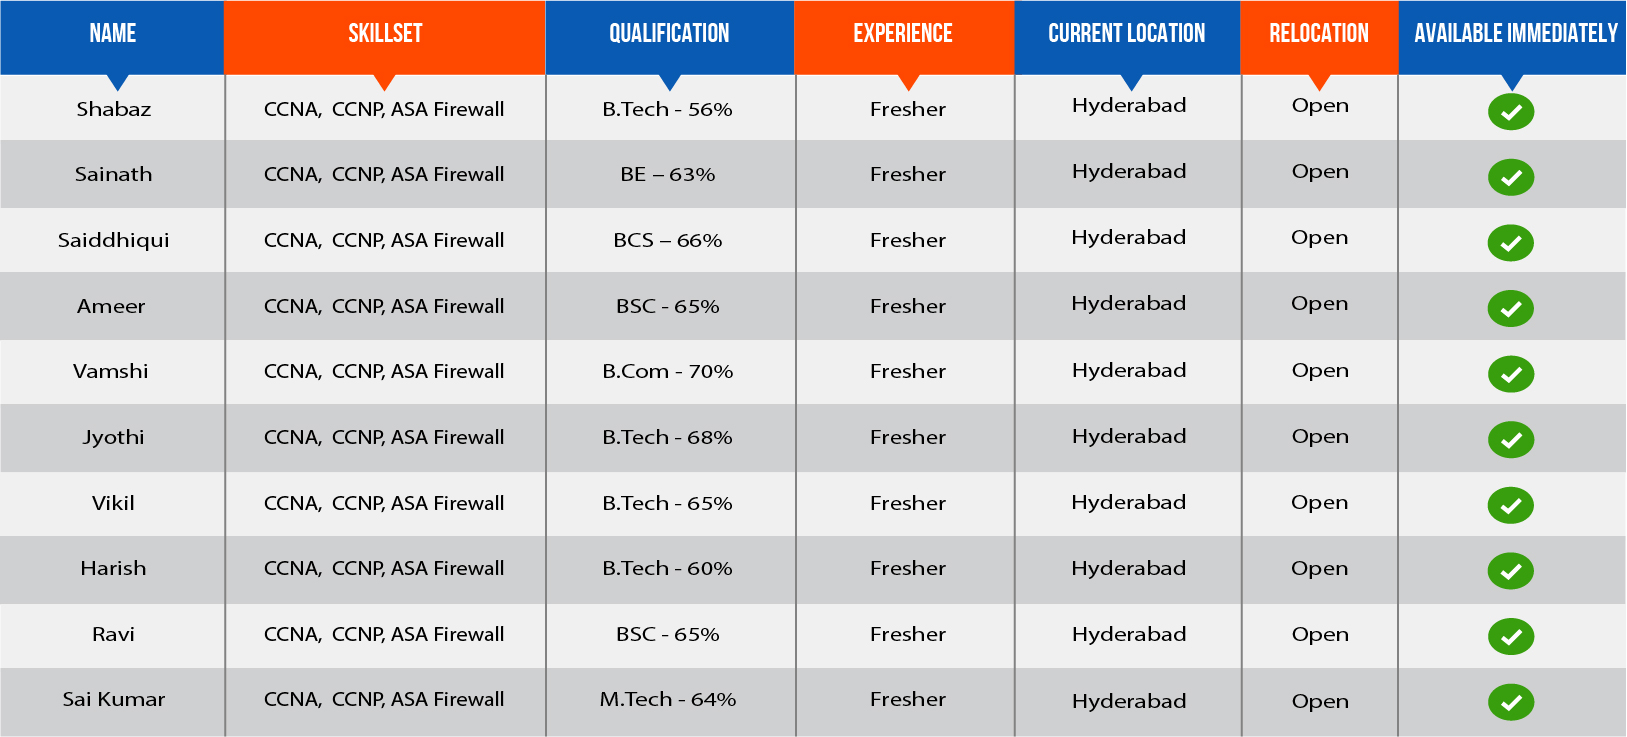 NAME SKILLSET QUALIFICATION EXPERIENCE CURRENT LOCATION RELOCATION AVAILABLE IMMEDIATELY
Shabaz CCNA, CCNP, ASA Firewall B.Tech - 56% Fresher Hyderabad Open
Sainath CCNA, CCNP, ASA Firewall BE – 63% Fresher Hyderabad Open
Saiddhiqui CCNA, CCNP, ASA Firewall BCS – 66% Fresher Hyderabad Open
Ameer CCNA, CCNP, ASA Firewall BSC - 65% Fresher Hyderabad Open
Vamshi CCNA, CCNP, ASA Firewall B.Com - 70% Fresher Hyderabad Open
Jyothi CCNA, CCNP, ASA Firewall B.Tech - 68% Fresher Hyderabad Open
Vikil CCNA, CCNP, ASA Firewall B.Tech - 65% Fresher Hyderabad Open
Harish CCNA, CCNP, ASA Firewall B.Tech - 60% Fresher Hyderabad Open
Ravi CCNA, CCNP, ASA Firewall BSC - 65% Fresher Hyderabad Open
Sai Kumar CCNA, CCNP, ASA Firewall M.Tech - 64% Fresher Hyderabad Open